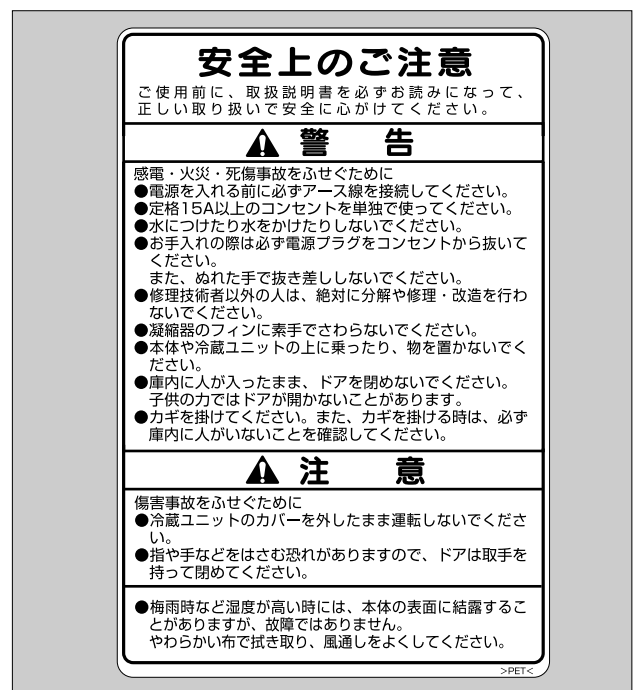 安全上のご注意
ご使用前に、取扱説明書を必ずお読みになって、
正しい取り扱いで安全に心がけてください。
警 告
感電・火災・死傷事故をふせぐために
●電源を入れる前に必ずアース線を接続してください。
●定格15A以上のコンセントを単独で使ってください。
●水につけたり水をかけたりしないでください。
●お手入れの際は必ず電源プラグをコンセントから抜いて
ください。
また、ぬれた手で抜き差ししないでください。
●修理技術者以外の人は、絶対に分解や修理・改造を行わ
ないでください。
●凝縮器のフィンに素手でさわらないでください。
●本体や冷蔵ユニットの上に乗ったり、物を置かないでく
ださい。
●庫内に人が入ったまま、ドアを閉めないでください。
子供の力ではドアが開かないことがあります。
●カギを掛けてください。また、カギを掛ける時は、必ず
庫内に人がいないことを確認してください。
注 意
傷害事故をふせぐために
●冷蔵ユニットのカバーを外したまま運転しないでくださ
い。
●指や手などをはさむ恐れがありますので、ドアは取手を
持って閉めてください。
●梅雨時など湿度が高い時には、本体の表面に結露するこ
とがありますが、故障ではありません。
やわらかい布で拭き取り、風通しをよくしてください。
>PET<